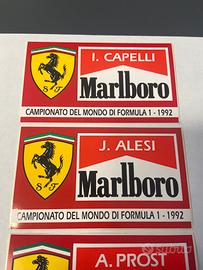 I. CAPELLI
Marlboro
S F
CAMPIONATO DEL MONDO DI FORMULA 1 - 1992
J. ALESI
Marlboro
S F
CAMPIONATO DEL MONDO DI FORMULA 1 - 1992
A. PROST
subito